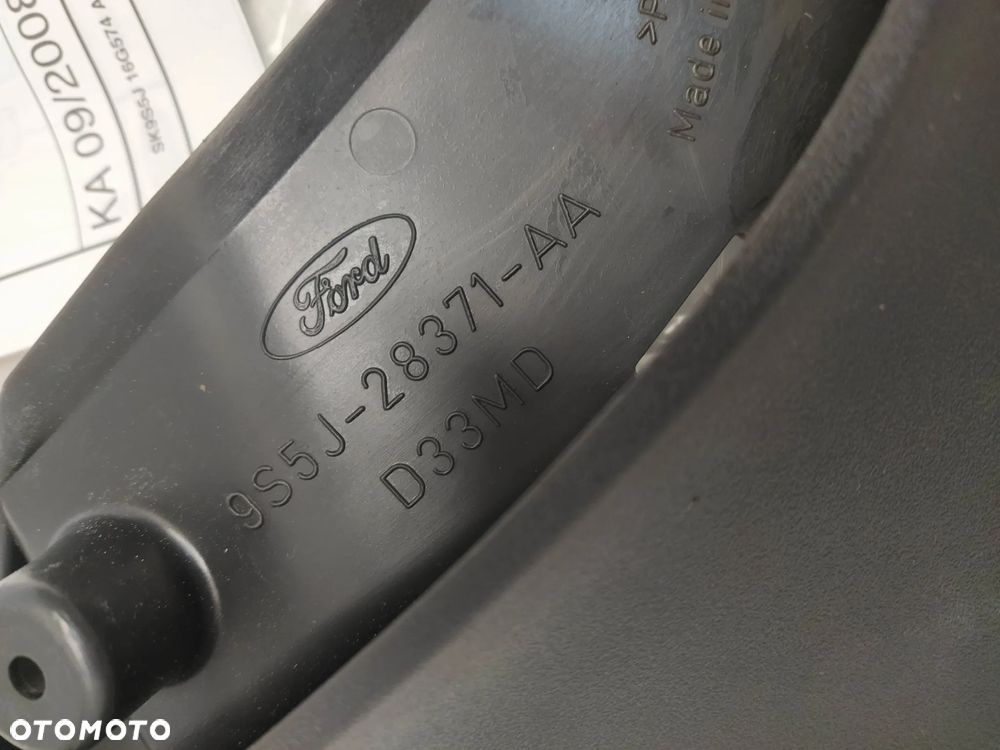 KA 09/2008
SK9S5J 16G574 A
>P
Made in
Ford
9S5J-28371-AA
D33MD
OTOMOTO